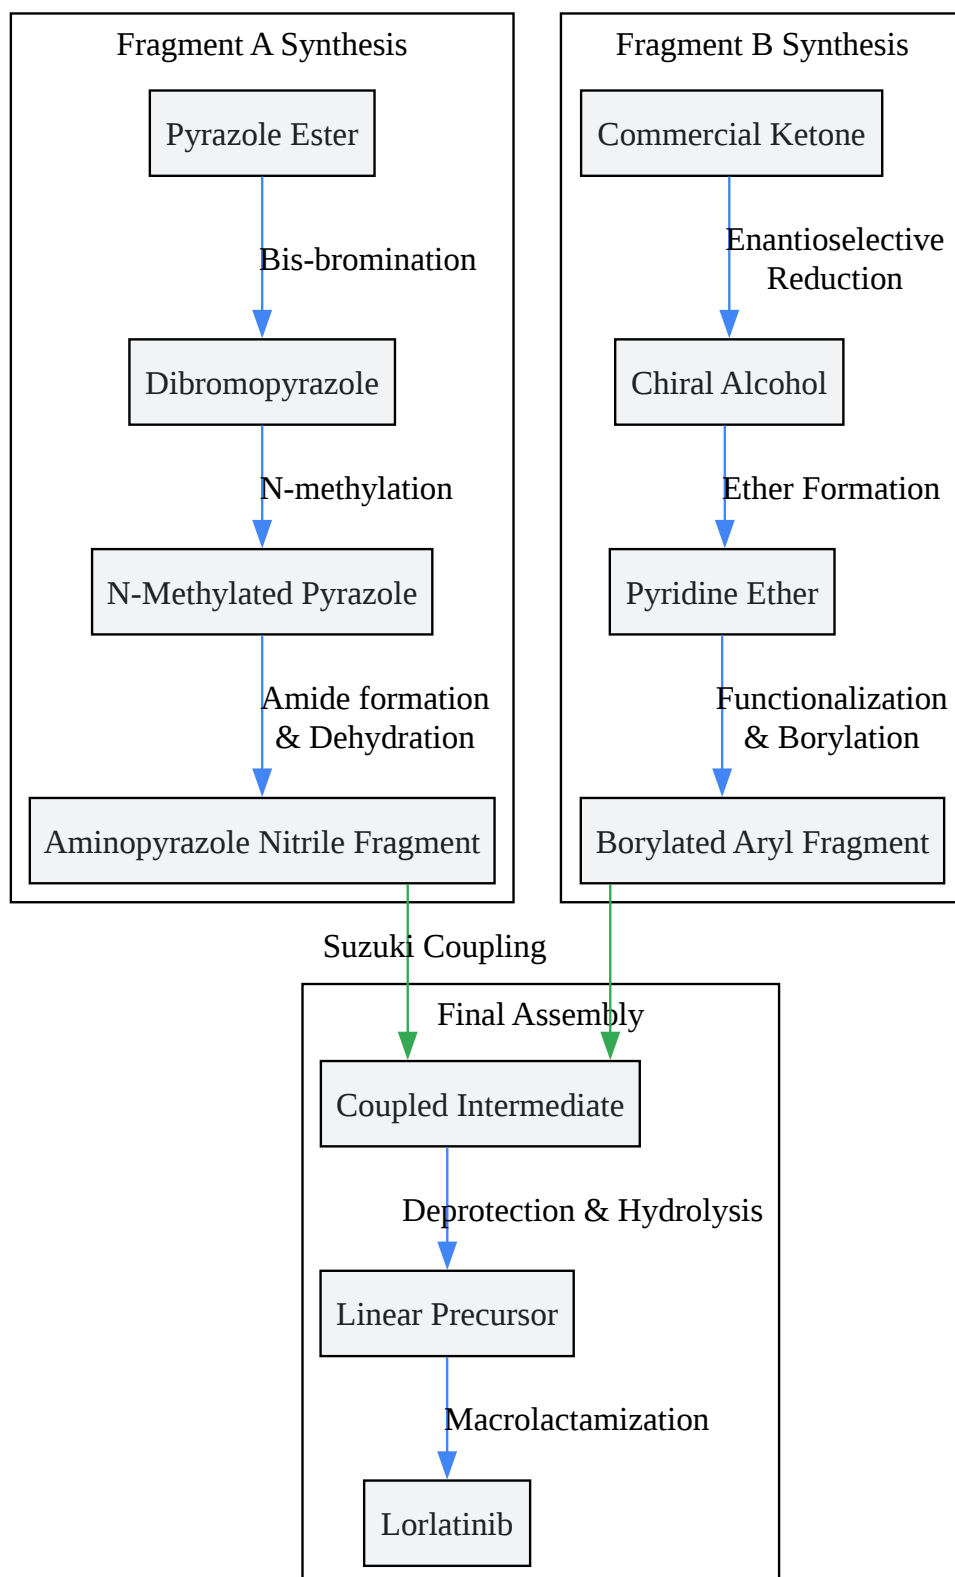 Fragment A Synthesis
Pyrazole Ester
Bis-bromination
Dibromopyrazole
N-methylation
N-Methylated Pyrazole
Amide formation
& Dehydration
Aminopyrazole Nitrile Fragment
Fragment B Synthesis
Commercial Ketone
Enantioselective
Reduction
Chiral Alcohol
Ether Formation
Pyridine Ether
Functionalization
& Borylation
Borylated Aryl Fragment
Suzuki Coupling
Final Assembly
Coupled Intermediate
Deprotection & Hydrolysis
Linear Precursor
Macrolactamization
Lorlatinib